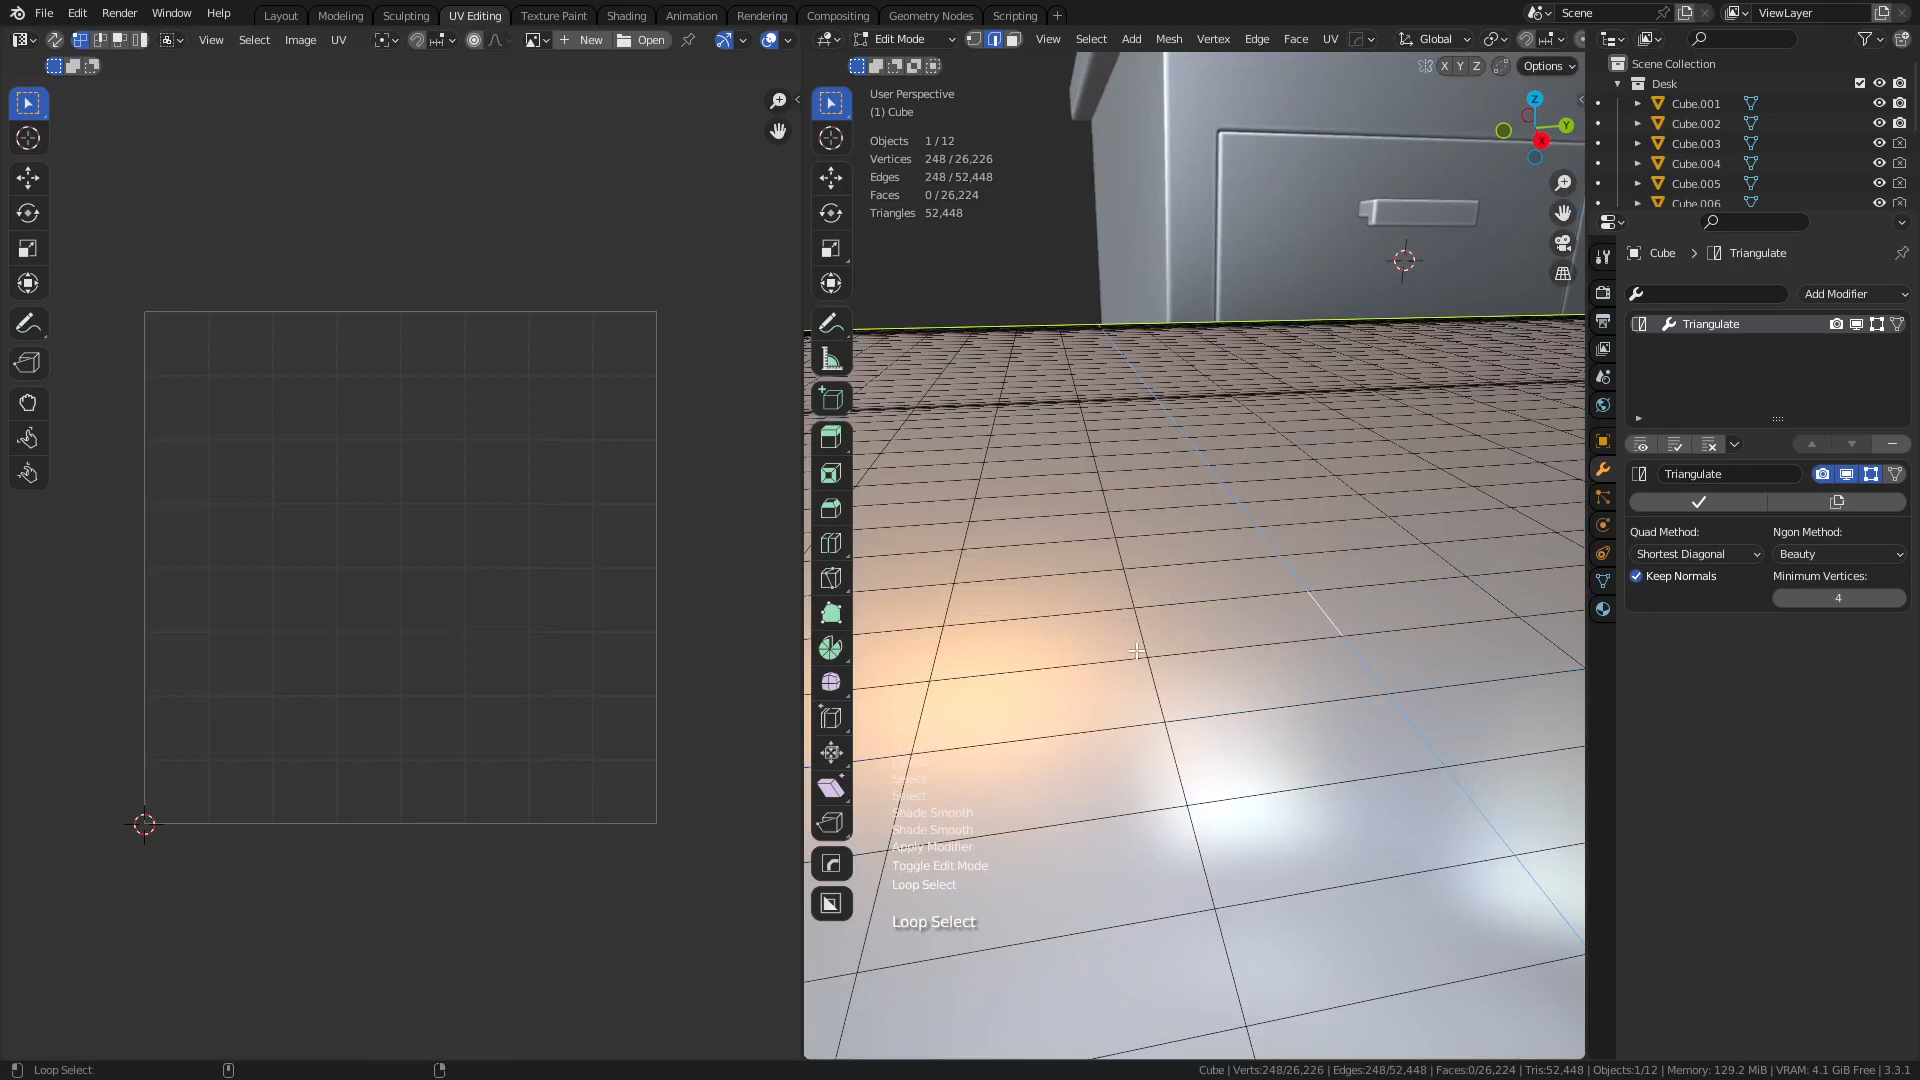 File Edit Render Window Help
Layout Modeling Sculpting UV Editing Texture Paint Shading Animation Rendering Compositing Geometry Nodes Scripting +
Scene
ViewLayer
View Select Image UV
New
Open
Edit Mode
View Select Add Mesh Vertex Edge Face UV
Global
X Y Z
Options
User Perspective
(1) Cube
Objects 1 / 12
Vertices 248 / 26,226
Edges 248 / 52,448
Faces 0 / 26,224
Triangles 52,448
Z
Y
X
Scene Collection
Desk
Cube.001
Cube.002
Cube.003
Cube.004
Cube.005
Cube.006
Cube > Triangulate
Add Modifier
Triangulate
Triangulate
Quad Method:
Ngon Method:
Shortest Diagonal
Beauty
Keep Normals
Minimum Vertices:
4
Select
Select
Shade Smooth
Shade Smooth
Apply Modifier
Toggle Edit Mode
Loop Select
Loop Select
Loop Select
Cube | Verts:248/26,226 | Edges:248/52,448 | Faces:0/26,224 | Tris:52,448 | Objects:1/12 | Memory: 129.2 MiB | VRAM: 4.1 GiB Free | 3.3.1